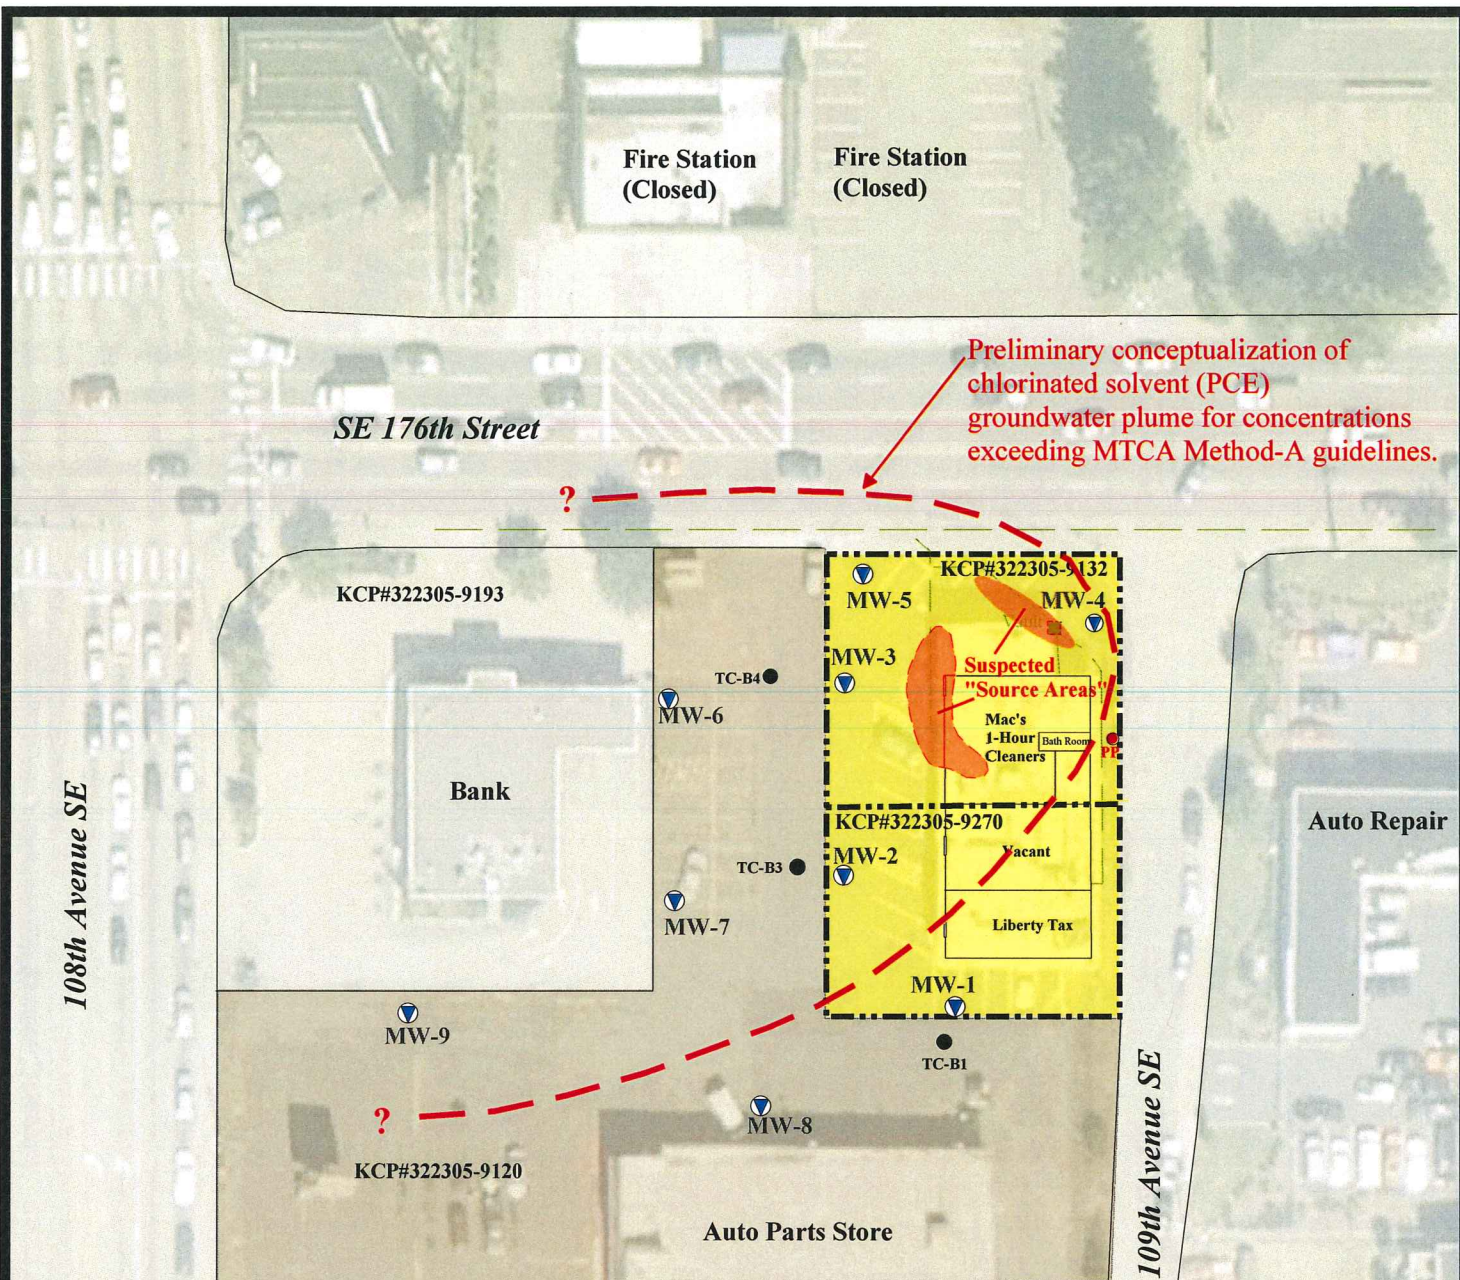 Fire Station
(Closed)
Fire Station
(Closed)
Preliminary conceptualization of
chlorinated solvent (PCE)
groundwater plume for concentrations
exceeding MTCA Method-A guidelines.
SE 176th Street
?
KCP#322305-9193
KCP#322305-9132
MW-5
MW-4
MW-3
Suspected
"Source Areas"
TC-B4
MW-6
Mac's
1-Hour
Cleaners
Bath Room
PP
Bank
108th Avenue SE
KCP#322305-9270
Auto Repair
Vacant
MW-2
TC-B3
MW-7
Liberty Tax
MW-1
MW-9
TC-B1
?
MW-8
KCP#322305-9120
109th Avenue SE
Auto Parts Store